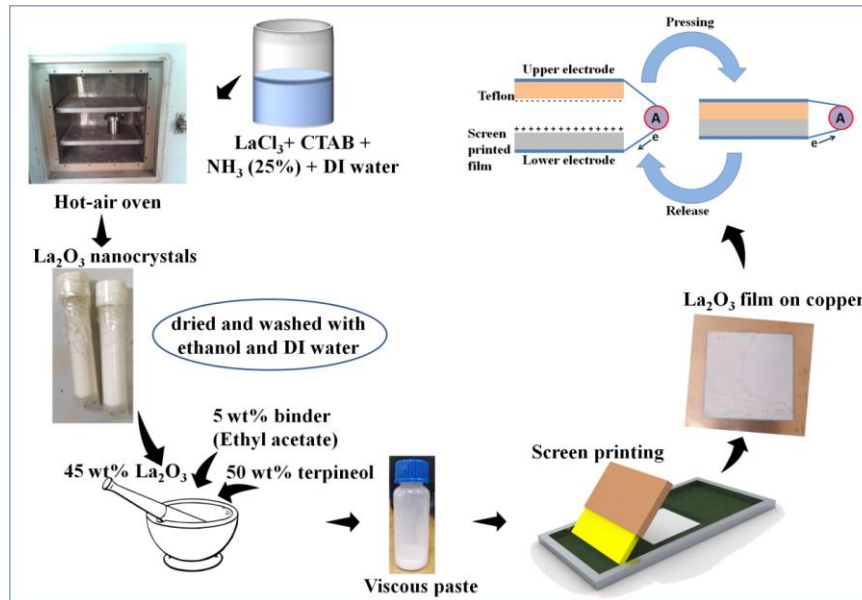 LaCl₃+ CTAB +
NH₃ (25%) + DI water
Hot-air oven
La₂O₃ nanocrystals
dried and washed with
ethanol and DI water
5 wt% binder
(Ethyl acetate)
45 wt% La₂O₃
50 wt% terpineol
Viscous paste
Screen printing
La₂O₃ film on copper
Pressing
Upper electrode
Teflon
- - - - - - - - - - - - -
+++++++++++++
Screen
printed
film
Lower electrode
A
e
A
e
Release